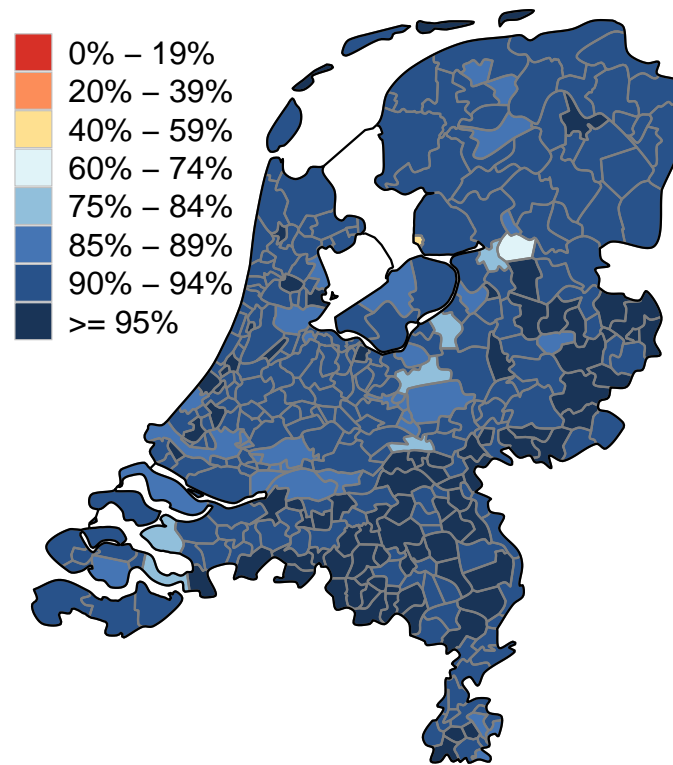 0% – 19%
20% – 39%
40% – 59%
60% – 74%
75% – 84%
85% – 89%
90% – 94%
>= 95%